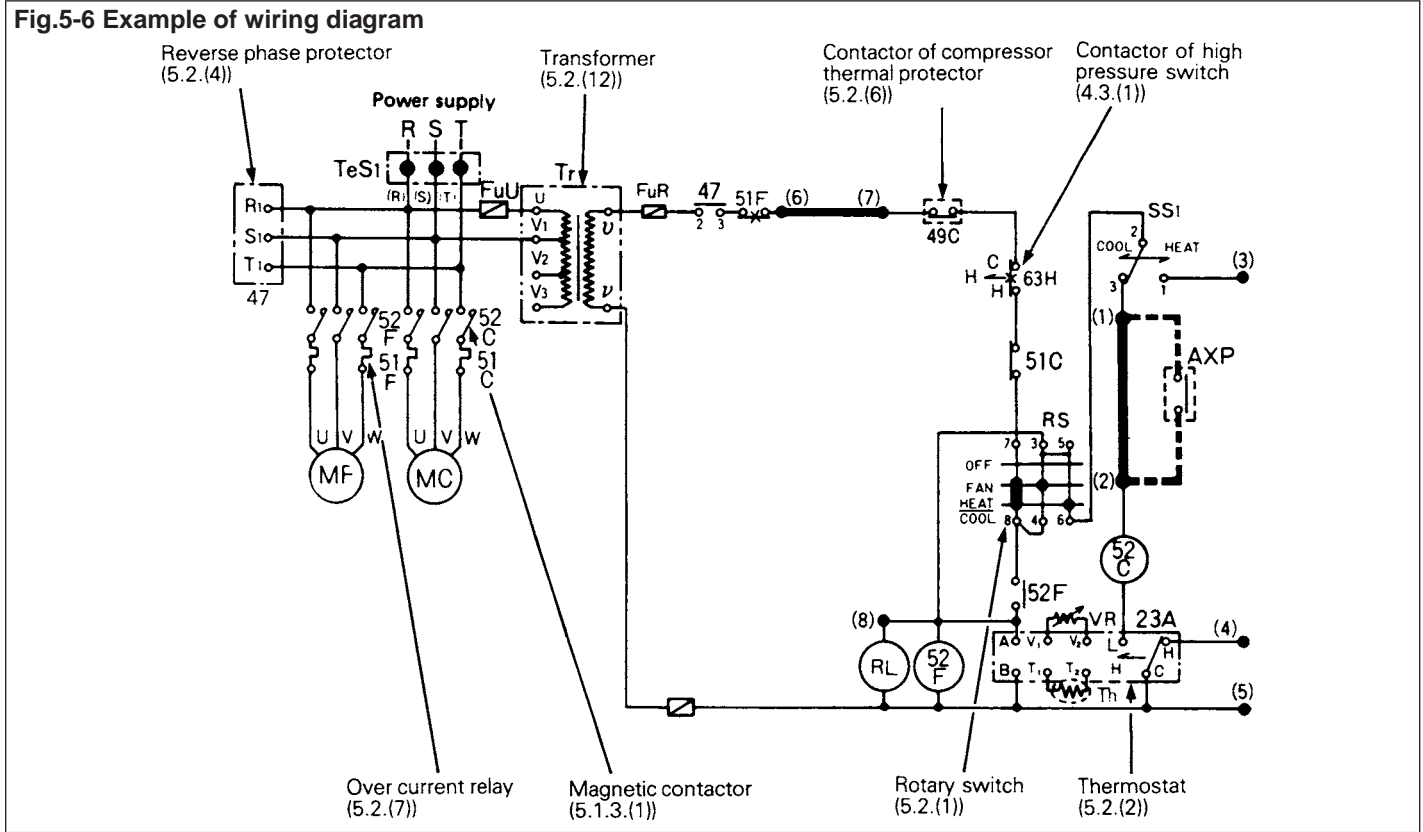 Fig.5-6 Example of wiring diagram
Reverse phase protector
(5.2.(4))
Transformer
(5.2.(12))
Contactor of compressor
thermal protector
(5.2.(6))
Contactor of high
pressure switch
(4.3.(1))
Power supply
R S T
TeS1
(R) (S) (T)
FuU
Tr
U
V1
V2
V3
υ
ν
FuR
47
2 3
51F
(6)
(7)
49C
R1
S1
T1
47
C
H
H
63H
SS1
2
COOL HEAT
3
1
(3)
(1)
AXP
(2)
52
F
51
F
52
C
51
C
51C
RS
7 3 5
OFF
FAN
HEAT
COOL
8 4 6
U V W
U V W
MF
MC
52
C
52F
(8)
VR
23A
A V1 V2 L H
(4)
RL
52
F
B T1 T2 H C
Th
(5)
Over current relay
(5.2.(7))
Magnetic contactor
(5.1.3.(1))
Rotary switch
(5.2.(1))
Thermostat
(5.2.(2))